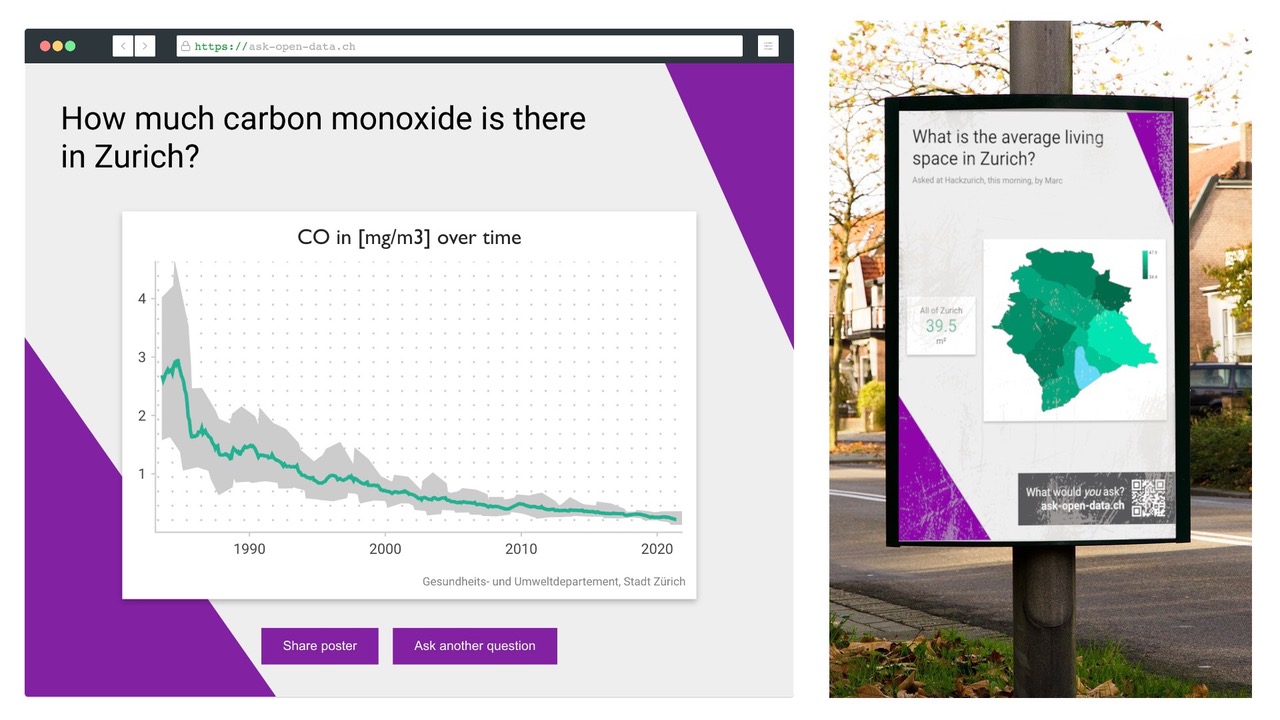 https://ask-open-data.ch
How much carbon monoxide is there
in Zurich?
CO in [mg/m3] over time
4
3
2
1
1990
2000
2010
2020
Gesundheits- und Umweltdepartement, Stadt Zürich
Share poster
Ask another question
What is the average living
space in Zurich?
Asked at Hackzurich, this morning, by Marc
All of Zurich
39.5
m²
What would you ask?
ask-open-data.ch